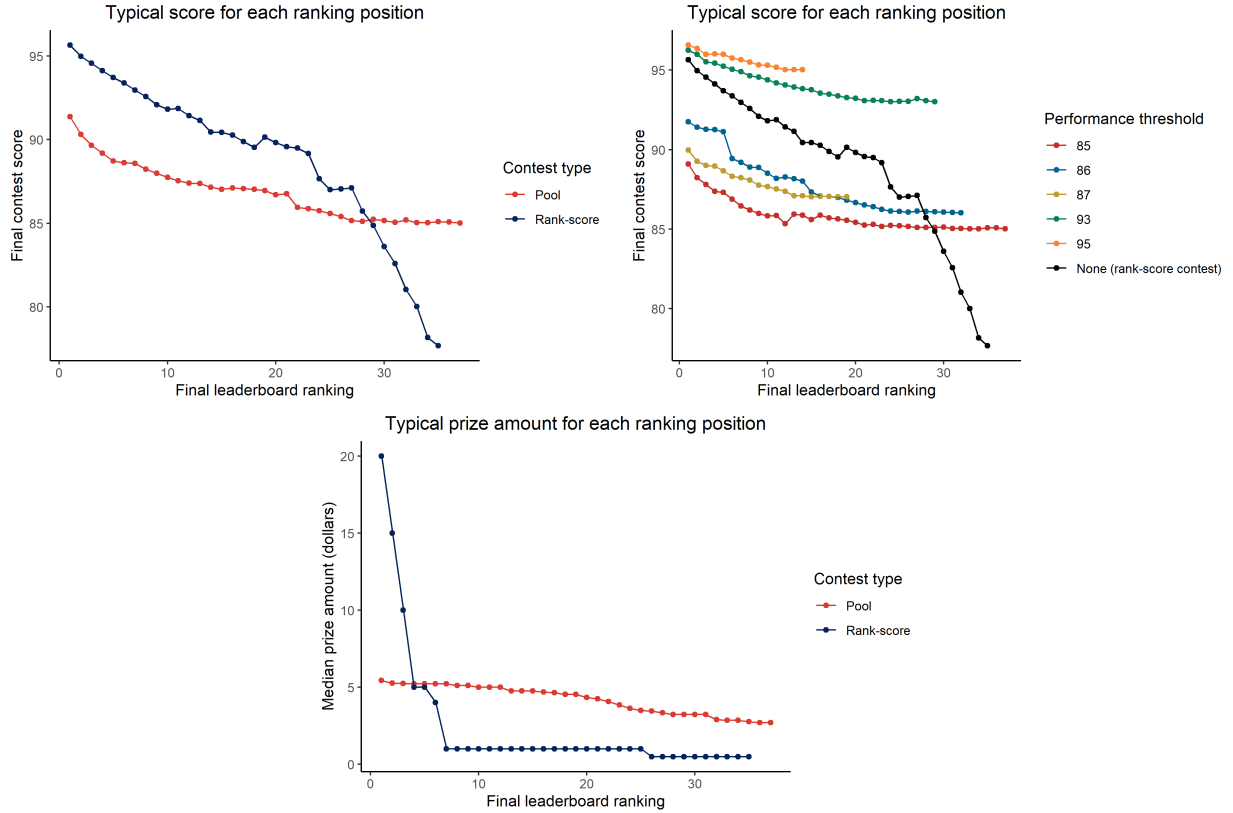 Typical score for each ranking position
Final contest score
95
90
85
80
0 10 20 30
Final leaderboard ranking
Contest type
Pool
Rank-score
Typical score for each ranking position
Final contest score
95
90
85
80
0 10 20 30
Final leaderboard ranking
Performance threshold
85
86
87
93
95
None (rank-score contest)
Typical prize amount for each ranking position
Median prize amount (dollars)
20
15
10
5
0
0 10 20 30
Final leaderboard ranking
Contest type
Pool
Rank-score